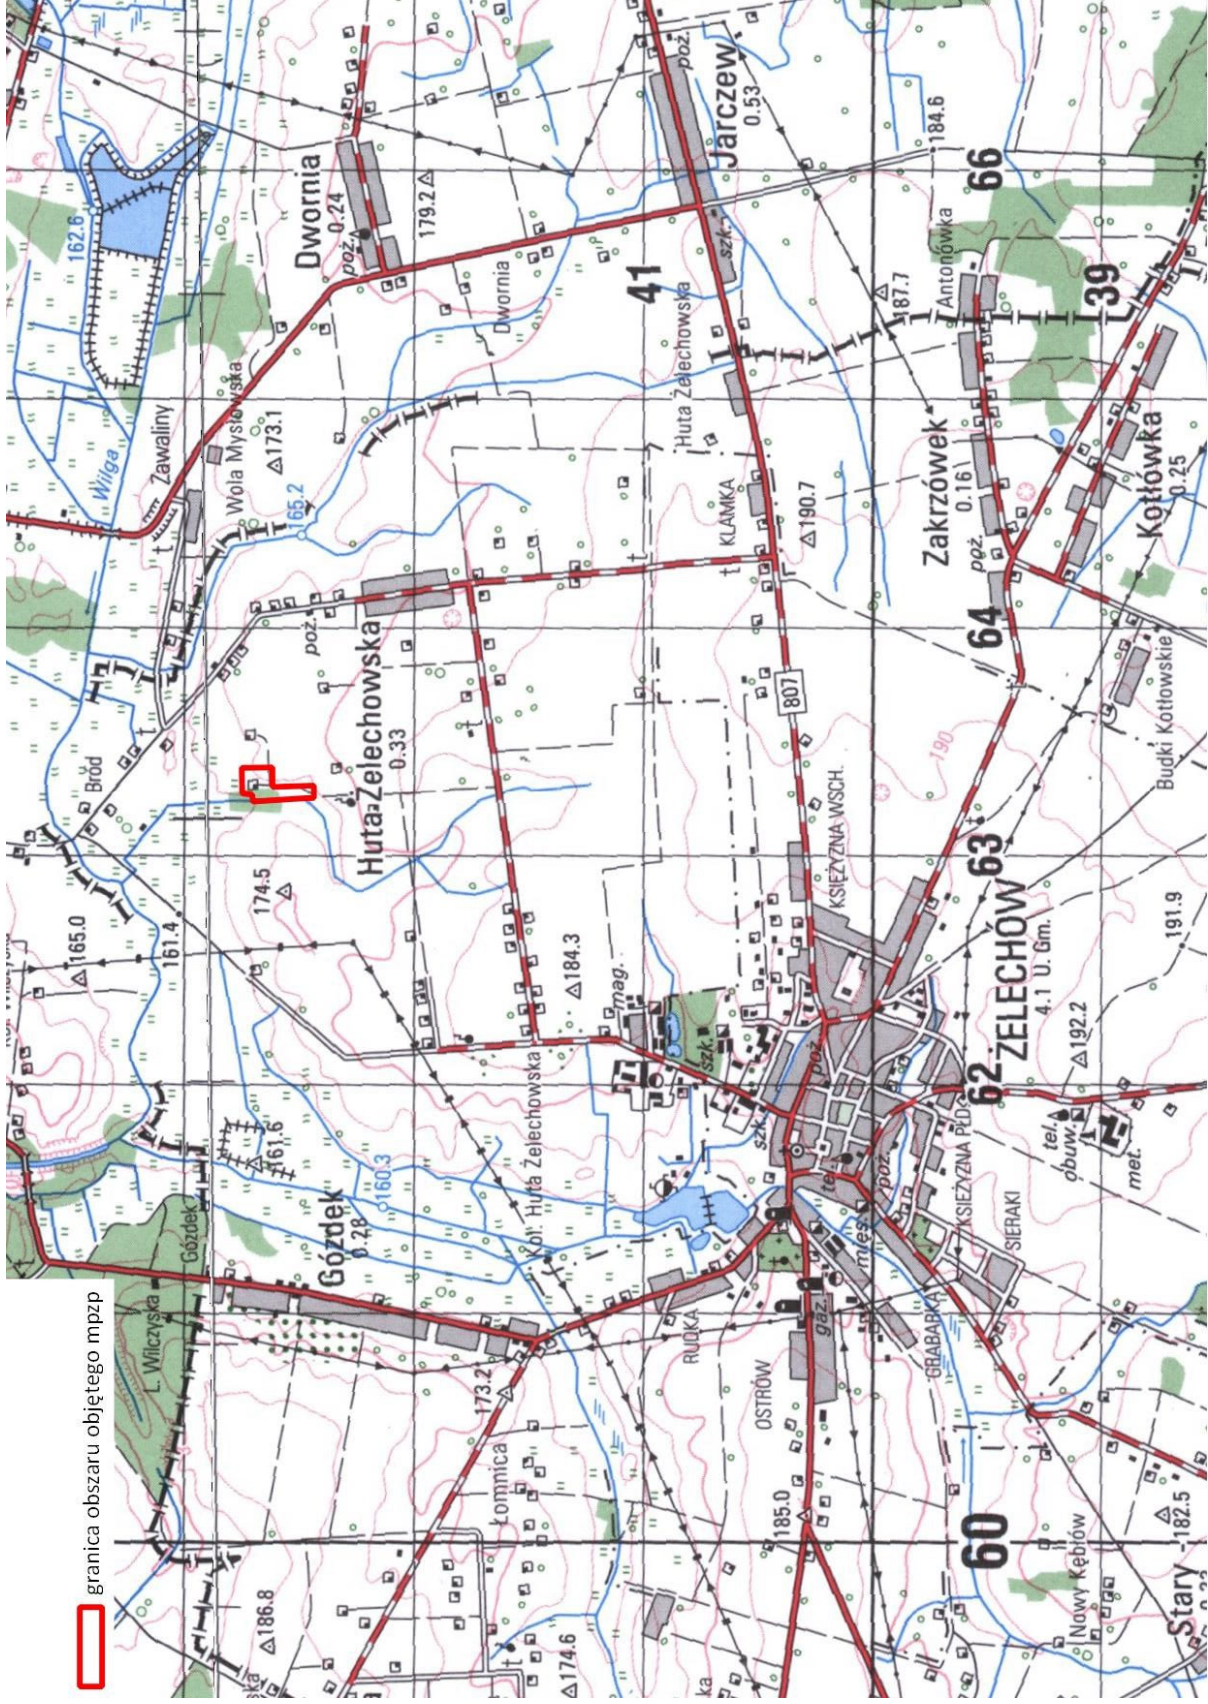 granica obszaru objętego mpzp
L. Wilczyska
Góźdek
Góźdek
0.28
161.6
160.3
165.0
161.4
174.5
Bród
Wilga
162.6
Zawaliny
Wola Mysłowska
173.1
165.2
Dwornia
0.24
poż.
179.2
Dwornia
poż.
Huta Żelechowska
0.33
186.8
173.2
Łomnica
174.6
Kol. Huta Żelechowska
184.3
mag.
szk.
szk.
poż.
RUDKA
OSTRÓW
185.0
gaz.
mięs.
poż.
GRABARKA
KSIĘŻYZNA PŁD.
SIERAKI
KSIĘŻYZNA WSCH.
807
KLAMKA
190.7
Huta Żelechowska
41
szk.
Jarczew
0.53
poż.
184.6
66
Antonówka
187.7
39
Zakrzówek
0.16
poż.
64
Kotłówka
0.25
Budki Kotłowskie
190
63
ŻELECHÓW
4.1 U. Gm.
62
192.2
191.9
tel.
obuw.
met.
60
Nowy Kębłów
Stary
182.5